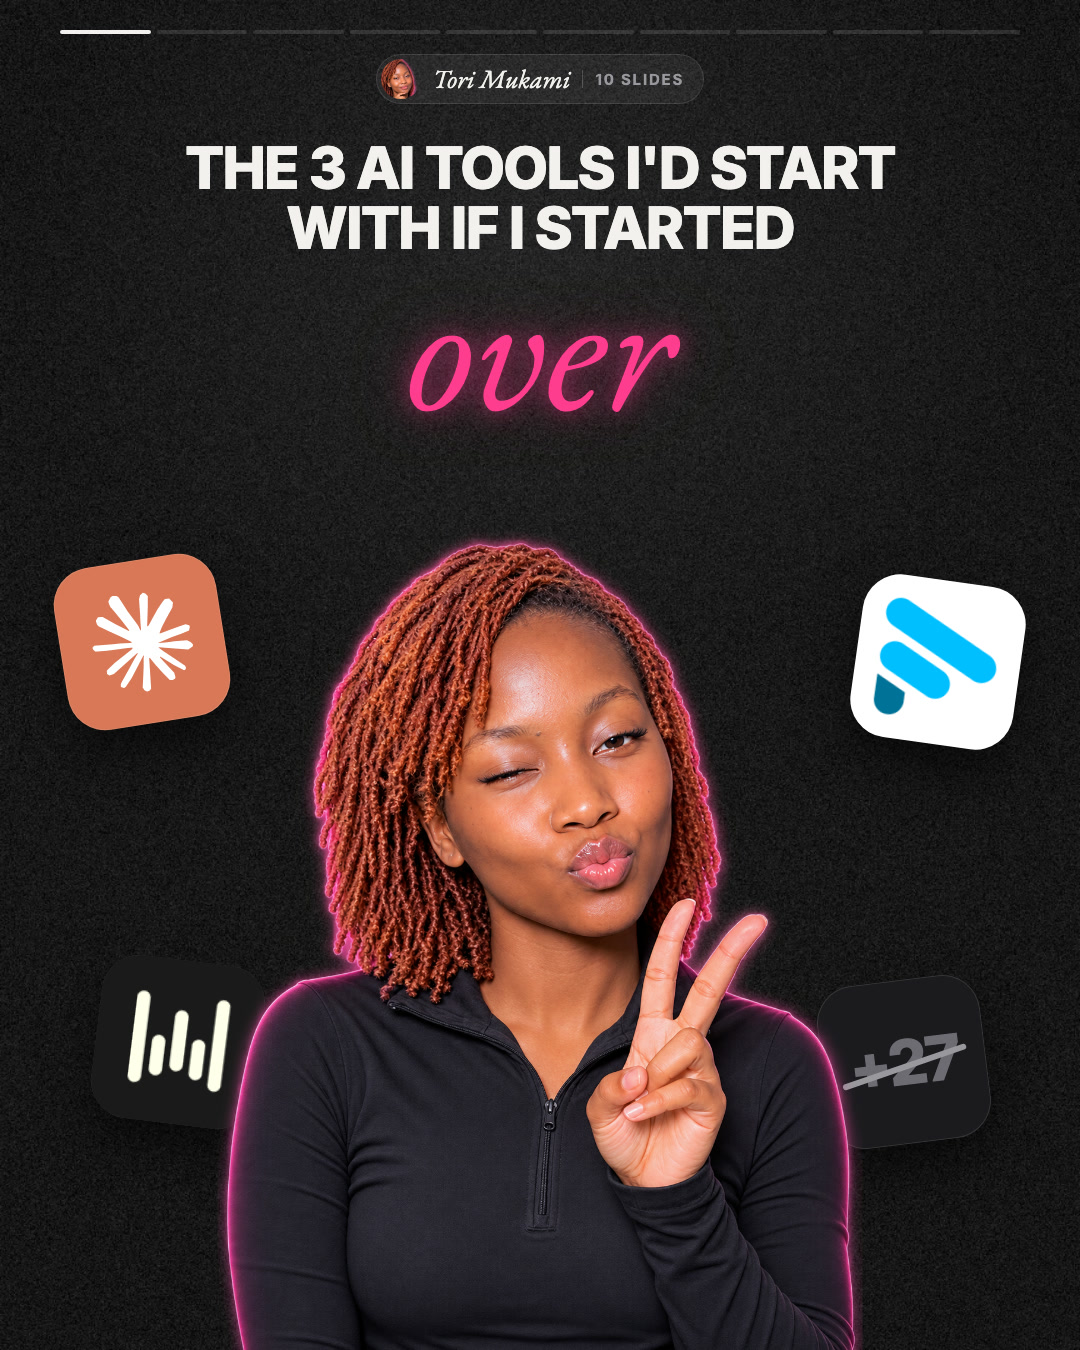 Tori Mukami 10 SLIDES
THE 3 AI TOOLS I'D START
WITH IF I STARTED
over
+27